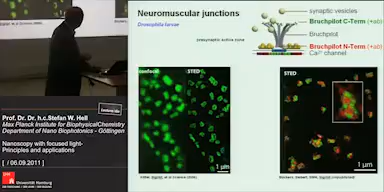 Neuromuscular junctions
Drosophila larvae
presynaptic active zone
synaptic vesicles
Bruchpilot C-Term (+ab)
Bruchpilot
Bruchpilot N-Term (+ab)
Ca²⁺ channel
confocal
STED
1 µm
STED
1 µm
Prof. Dr. Dr. h.c.Stefan W. Hell
Max Planck Institute for Biophysical/Chemistry
Department of Nano Biophotonics - Göttingen
Nanoscopy with focused light-
Principles and applications
[ / 06.09.2011 ]
Universität Hamburg